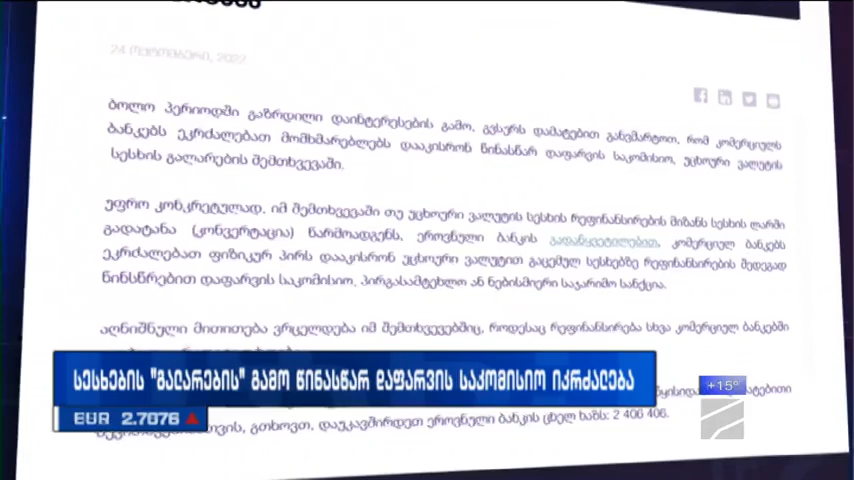 24 ოქტომბერი, 2022
ბოლო პერიოდში გაზრდილი დაინტერესების გამო, გვსურს დამატებით განვმარტოთ, რომ კომერციულ
ბანკებს ეკრძალებათ მომხმარებლებს დააკისრონ წინასწარ დაფარვის საკომისიო, უცხოური ვალუტის
სესხის გალარების შემთხვევაში.
უფრო კონკრეტულად, იმ შემთხვევაში თუ უცხოური ვალუტის სესხის რეფინანსირების მიზანს სესხის ლარში
გადატანა (კონვერტაცია) წარმოადგენს, ეროვნული ბანკის გადაწყვეტილებით, კომერციულ ბანკებს
ეკრძალებათ ფიზიკურ პირს დააკისრონ უცხოური ვალუტით გაცემულ სესხებზე რეფინანსირების შედეგად
წინსწრებით დაფარვის საკომისიო, პირგასამტეხლო ან ნებისმიერი საჯარიმო სანქცია.
აღნიშნული მითითება ვრცელდება იმ შემთხვევებშიც, როდესაც რეფინანსირება სხვა კომერციულ ბანკებში
სესხების "გალარების" გამო წინასწარ დაფარვის საკომისიო იკრძალება
+15°
EUR 2.7076
გთხოვთ, დაუკავშირდეთ ეროვნული ბანკის ცხელ ხაზს: 2 406 406.